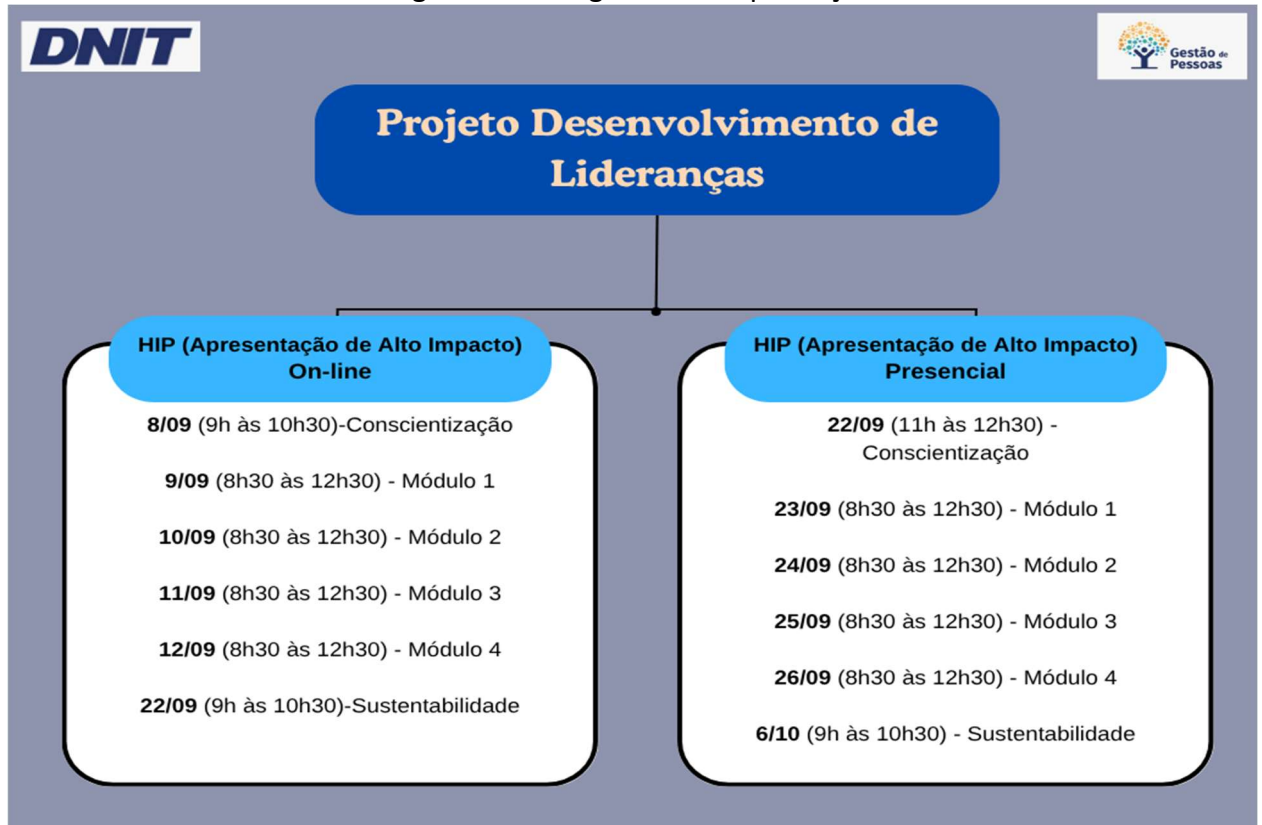 DNIT
Gestão de
Pessoas
Projeto Desenvolvimento de
Lideranças
HIP (Apresentação de Alto Impacto)
On-line
8/09 (9h às 10h30)-Conscientização
9/09 (8h30 às 12h30) - Módulo 1
10/09 (8h30 às 12h30) - Módulo 2
11/09 (8h30 às 12h30) - Módulo 3
12/09 (8h30 às 12h30) - Módulo 4
22/09 (9h às 10h30)-Sustentabilidade
HIP (Apresentação de Alto Impacto)
Presencial
22/09 (11h às 12h30) -
Conscientização
23/09 (8h30 às 12h30) - Módulo 1
24/09 (8h30 às 12h30) - Módulo 2
25/09 (8h30 às 12h30) - Módulo 3
26/09 (8h30 às 12h30) - Módulo 4
6/10 (9h às 10h30) - Sustentabilidade